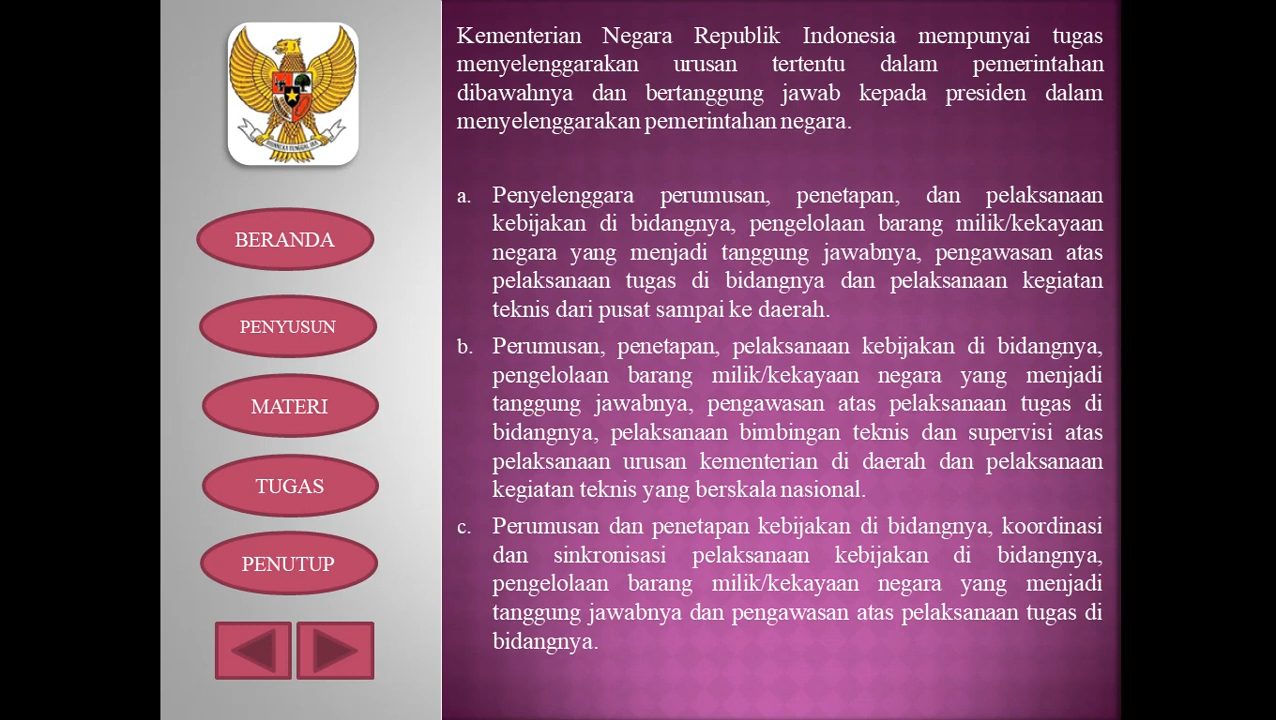 Kementerian Negara Republik Indonesia mempunyai tugas
menyelenggarakan urusan tertentu dalam pemerintahan
dibawahnya dan bertanggung jawab kepada presiden dalam
menyelenggarakan pemerintahan negara.
a. Penyelenggara perumusan, penetapan, dan pelaksanaan
kebijakan di bidangnya, pengelolaan barang milik/kekayaan
negara yang menjadi tanggung jawabnya, pengawasan atas
pelaksanaan tugas di bidangnya dan pelaksanaan kegiatan
teknis dari pusat sampai ke daerah.
b. Perumusan, penetapan, pelaksanaan kebijakan di bidangnya,
pengelolaan barang milik/kekayaan negara yang menjadi
tanggung jawabnya, pengawasan atas pelaksanaan tugas di
bidangnya, pelaksanaan bimbingan teknis dan supervisi atas
pelaksanaan urusan kementerian di daerah dan pelaksanaan
kegiatan teknis yang berskala nasional.
c. Perumusan dan penetapan kebijakan di bidangnya, koordinasi
dan sinkronisasi pelaksanaan kebijakan di bidangnya,
pengelolaan barang milik/kekayaan negara yang menjadi
tanggung jawabnya dan pengawasan atas pelaksanaan tugas di
bidangnya.
BERANDA
PENYUSUN
MATERI
TUGAS
PENUTUP